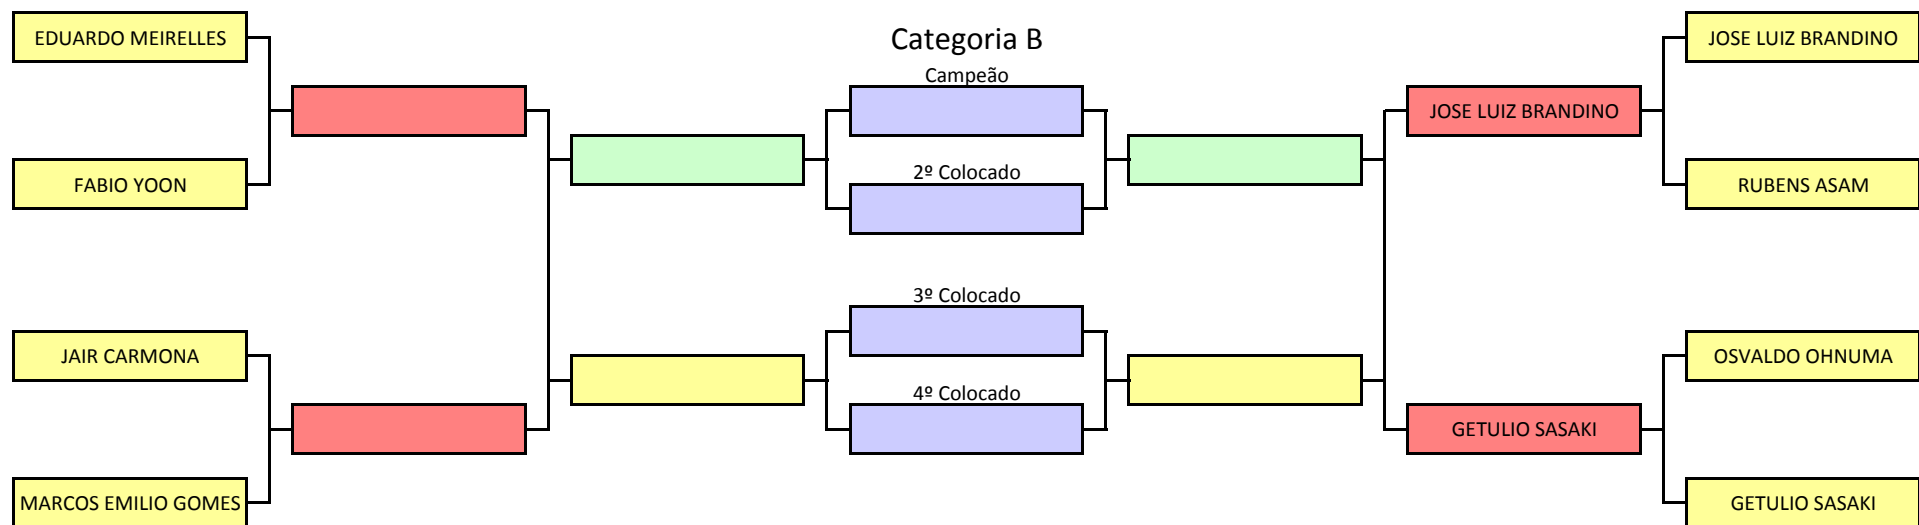 EDUARDO MEIRELLES
Categoria B
JOSE LUIZ BRANDINO
Campeão
JOSE LUIZ BRANDINO
FABIO YOON
2º Colocado
RUBENS ASAM
3º Colocado
JAIR CARMONA
OSVALDO OHNUMA
4º Colocado
GETULIO SASAKI
MARCOS EMILIO GOMES
GETULIO SASAKI